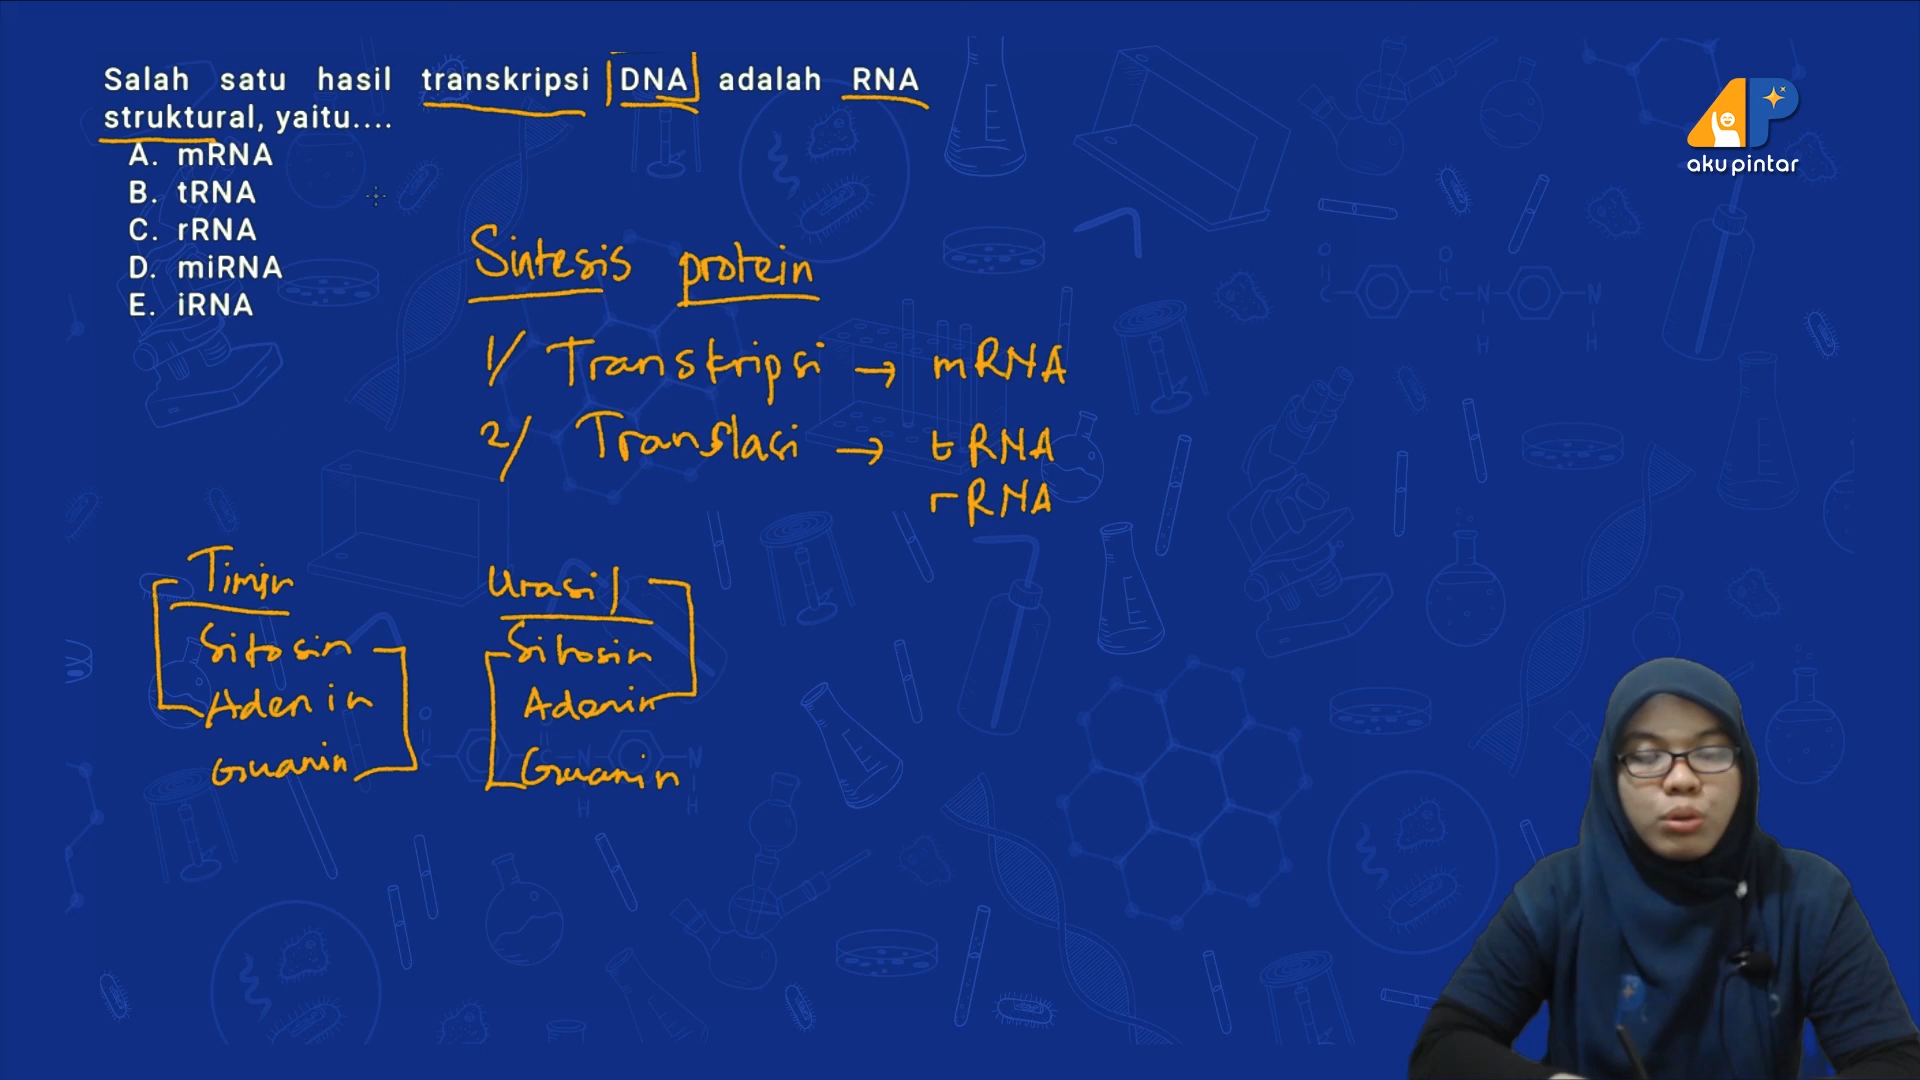 Salah satu hasil transkripsi DNA adalah RNA
struktural, yaitu....
A. mRNA
B. tRNA
C. rRNA
D. miRNA
E. iRNA
aku pintar
Sintesis protein
1/ Transkripsi → mRNA
2/ Translasi → tRNA
rRNA
Timin
Sitosin
Adenin
Guanin
Urasil
Sitosin
Adenin
Guanin